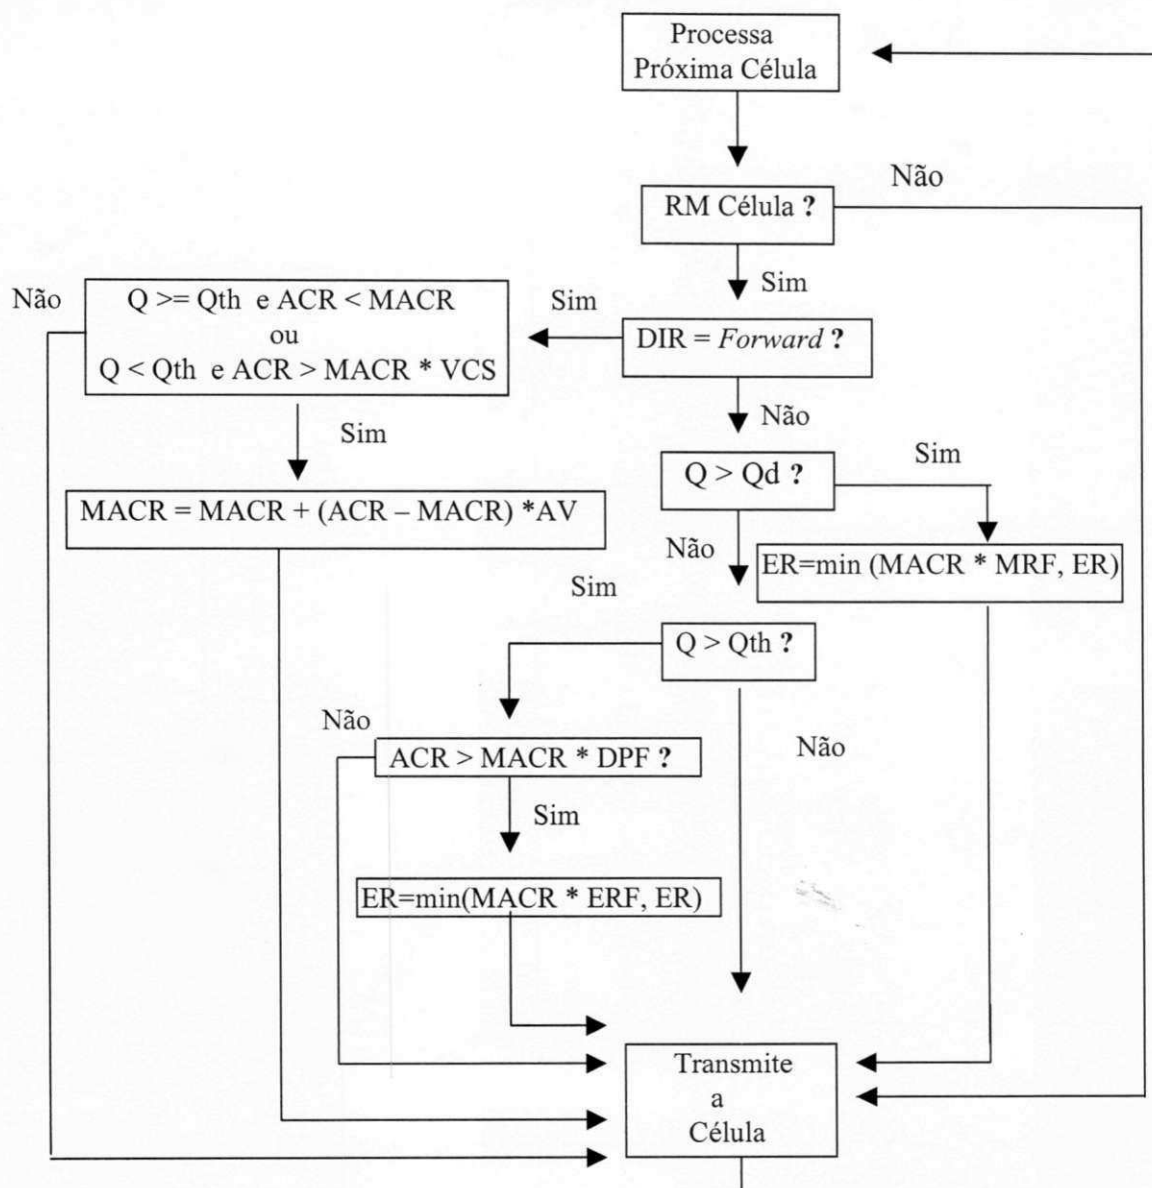 Processa
Próxima Célula
Não
RM Célula ?
Sim
Não
Q >= Qth e ACR < MACR
ou
Q < Qth e ACR > MACR * VCS
Sim
DIR = Forward ?
Não
Sim
MACR = MACR + (ACR – MACR) *AV
Q > Qd ?
Sim
Não
ER=min (MACR * MRF, ER)
Sim
Q > Qth ?
Não
Não
ACR > MACR * DPF ?
Sim
ER=min(MACR * ERF, ER)
Transmite
a
Célula